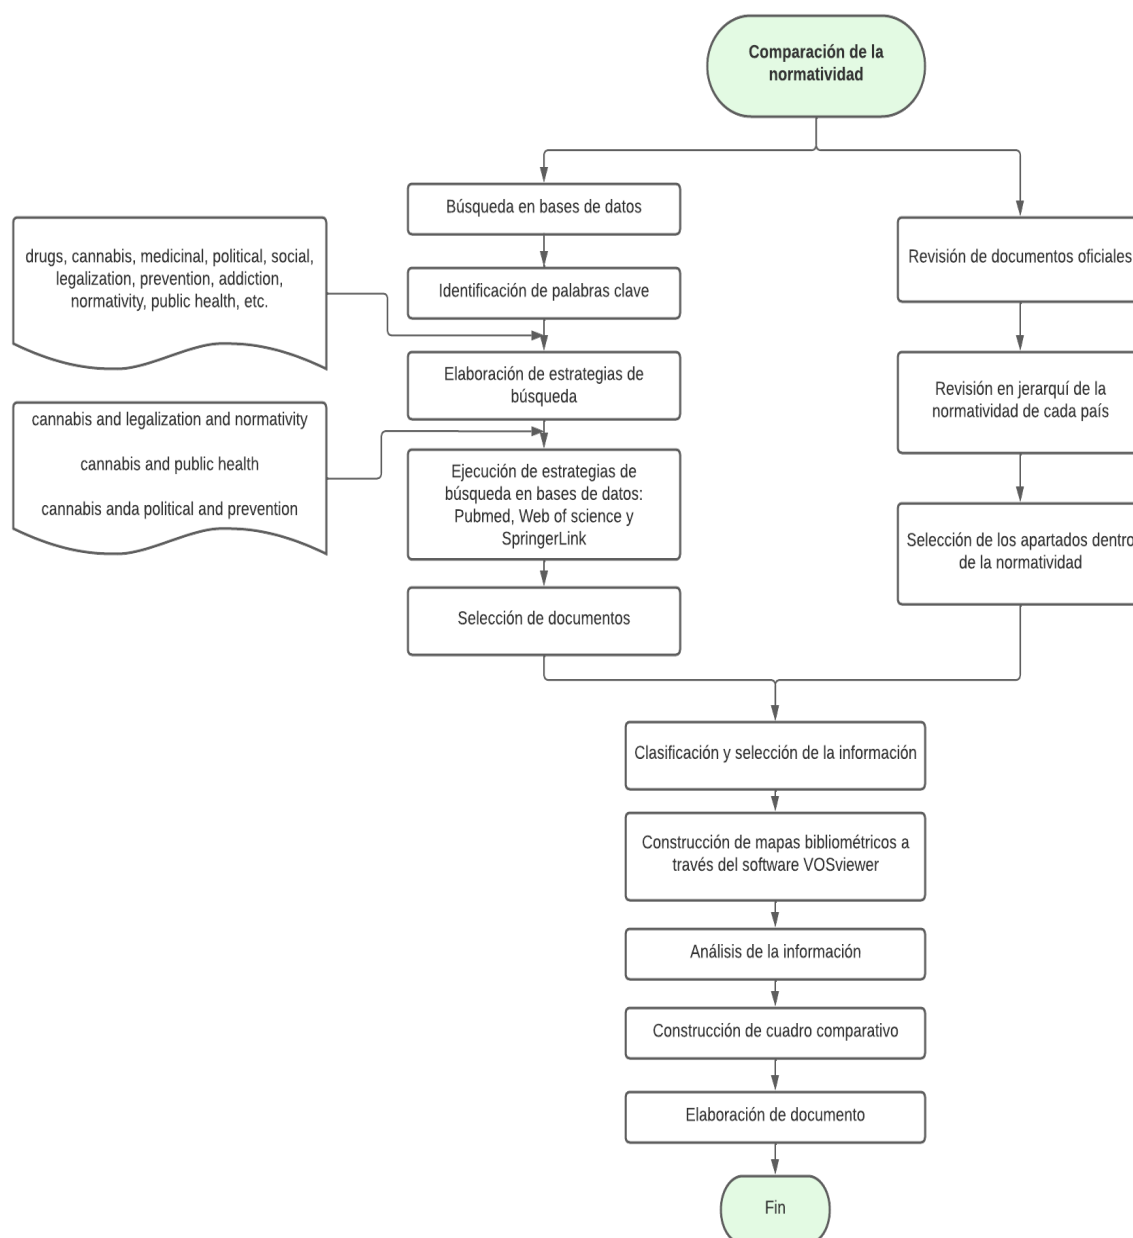 Comparación de la
normatividad
Búsqueda en bases de datos
Identificación de palabras clave
drugs, cannabis, medicinal, political, social,
legalization, prevention, addiction,
normativity, public health, etc.
Elaboración de estrategias de
búsqueda
cannabis and legalization and normativity
cannabis and public health
cannabis anda political and prevention
Ejecución de estrategias de
búsqueda en bases de datos:
Pubmed, Web of science y
SpringerLink
Selección de documentos
Revisión de documentos oficiales
Revisión en jerarquí de la
normatividad de cada país
Selección de los apartados dentro
de la normatividad
Clasificación y selección de la información
Construcción de mapas bibliométricos a
través del software VOSviewer
Análisis de la información
Construcción de cuadro comparativo
Elaboración de documento
Fin